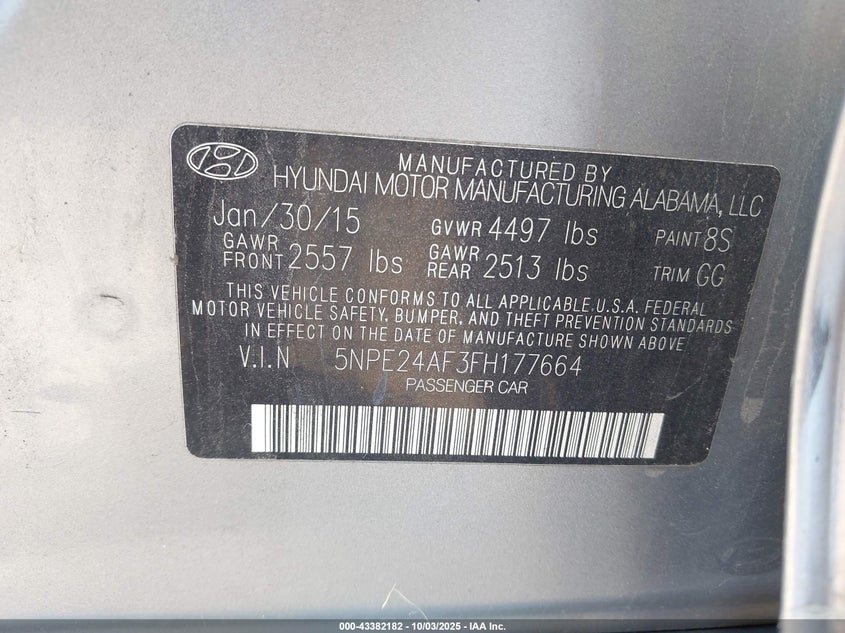 MANUFACTURED BY
HYUNDAI MOTOR MANUFACTURING ALABAMA, LLC
Jan/30/15 GVWR 4497 lbs PAINT 8S
GAWR FRONT 2557 lbs GAWR REAR 2513 lbs TRIM GG
THIS VEHICLE CONFORMS TO ALL APPLICABLE U.S.A. FEDERAL
MOTOR VEHICLE SAFETY, BUMPER, AND THEFT PREVENTION STANDARDS
IN EFFECT ON THE DATE OF MANUFACTURE SHOWN ABOVE.
V.I.N 5NPE24AF3FH177664
PASSENGER CAR
000-43382182 - 10/03/2025 - IAA Inc.